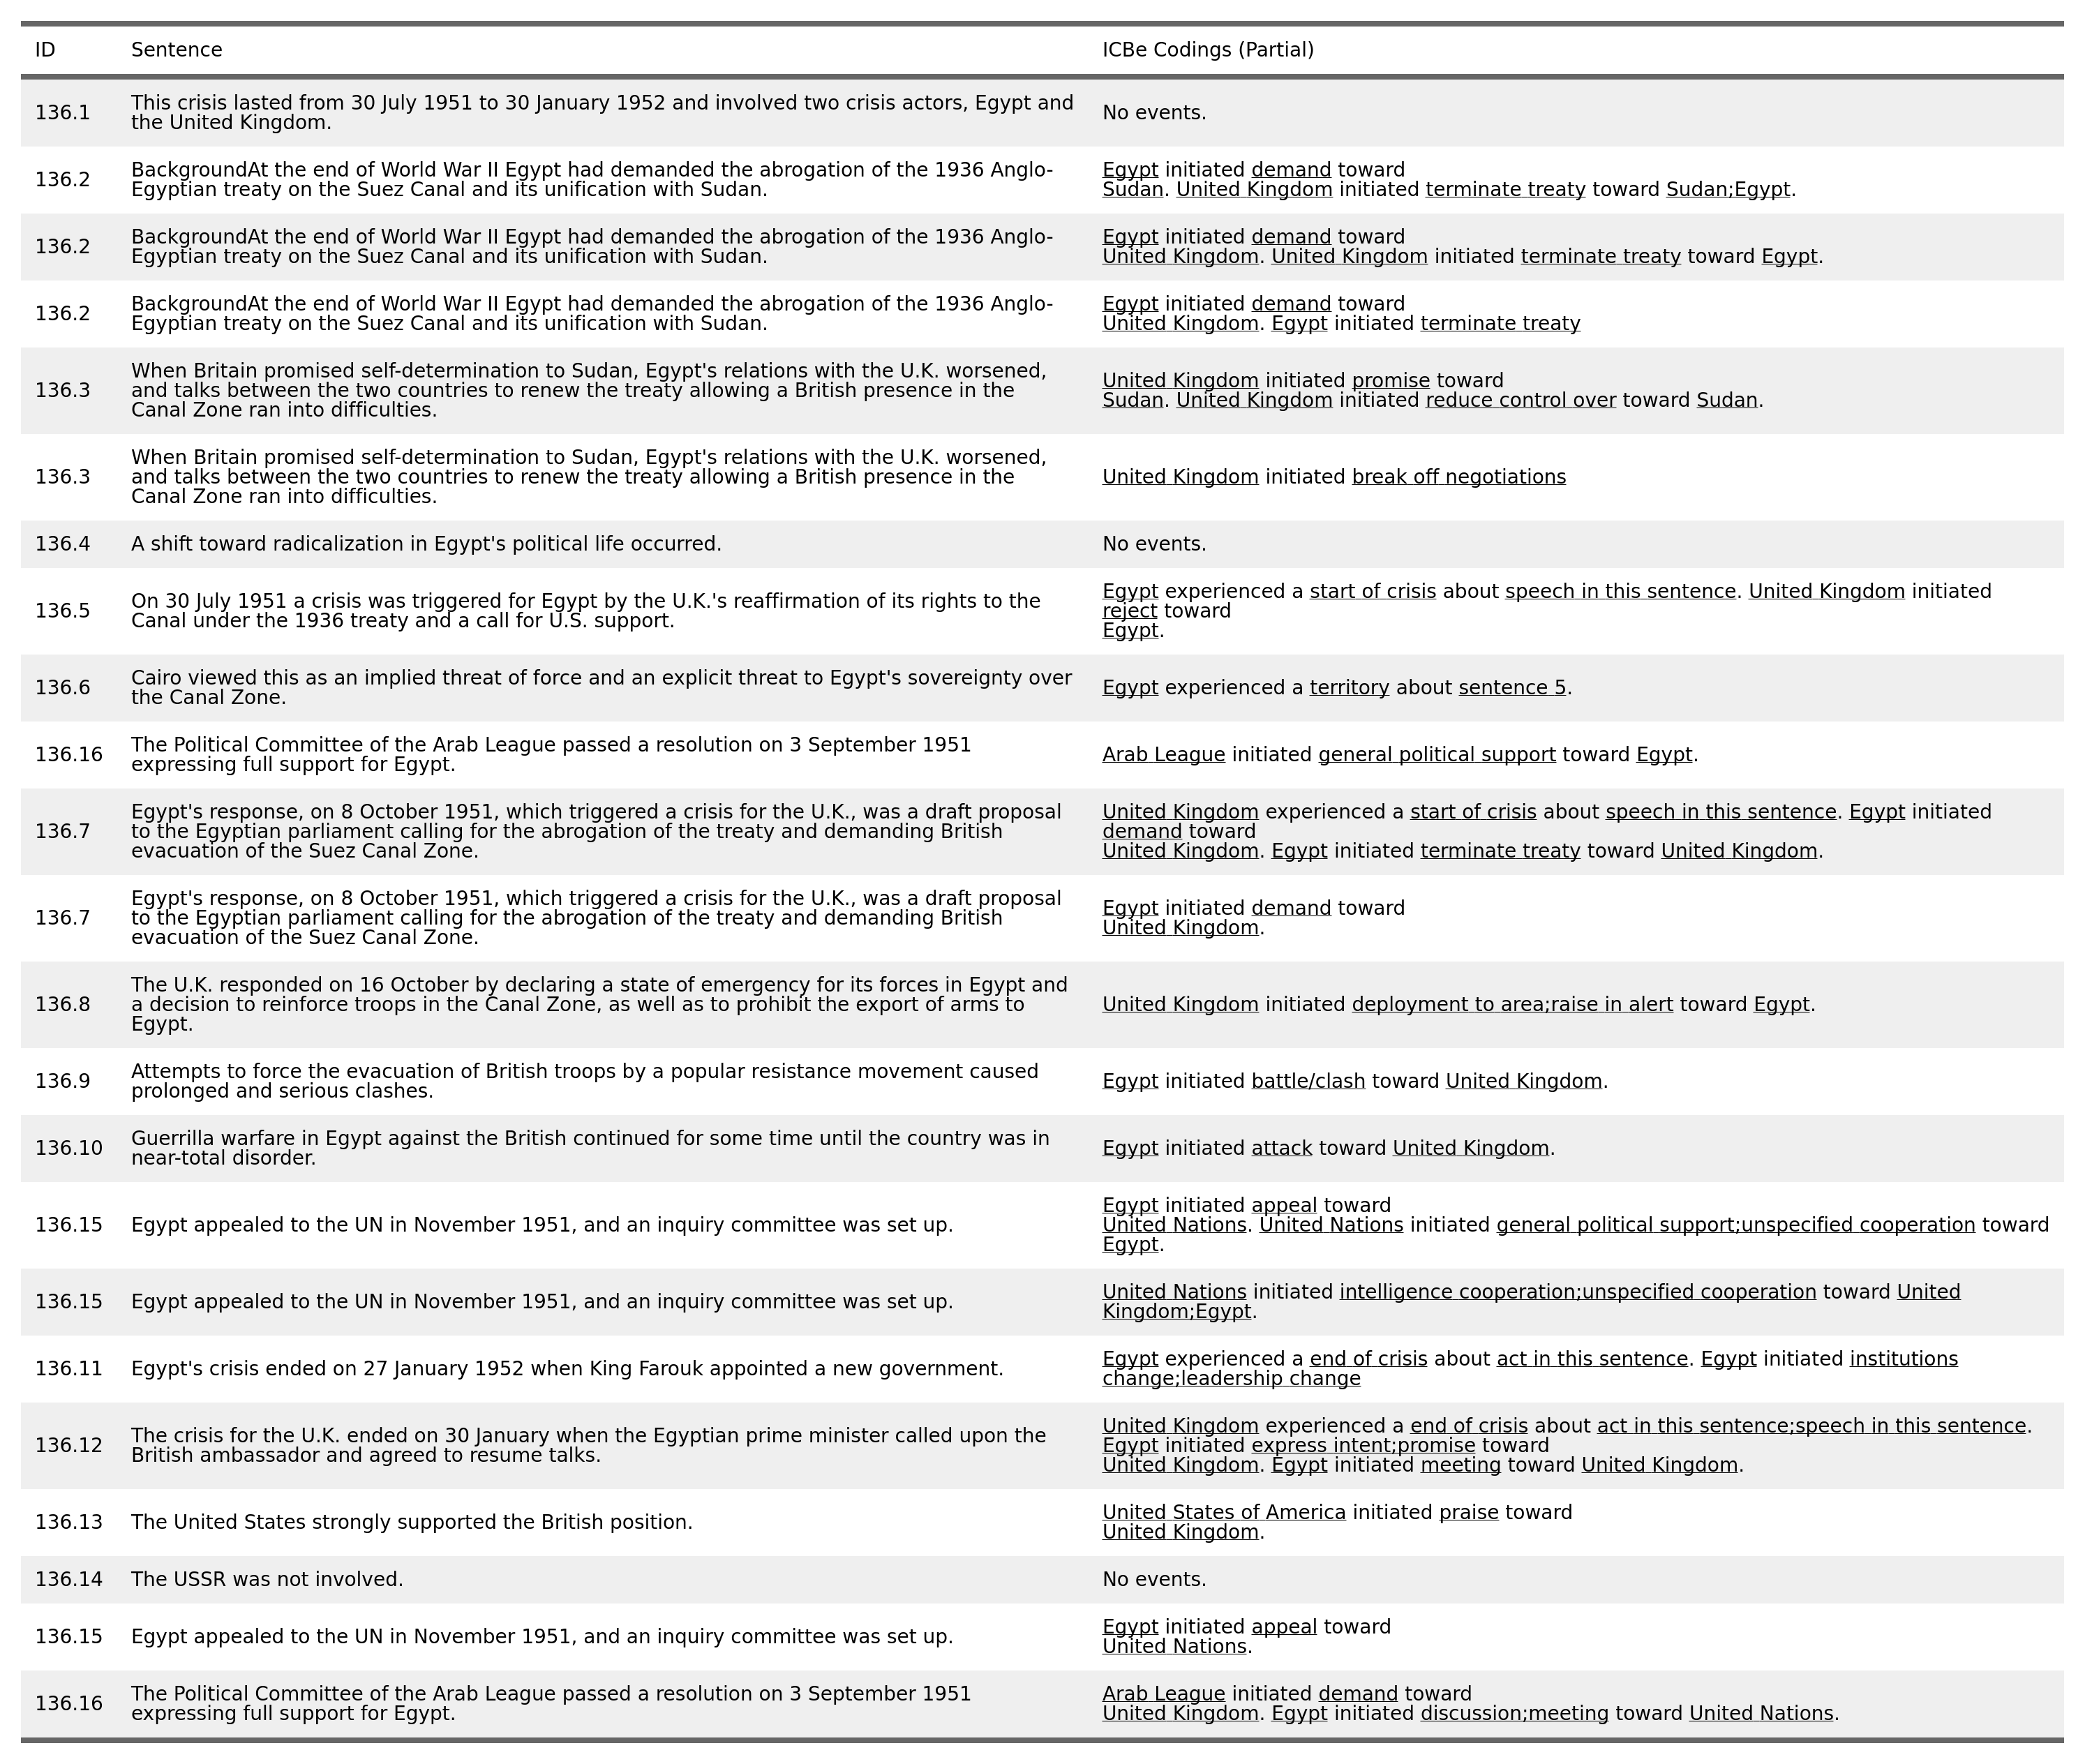 ID Sentence ICBe Codings (Partial)
136.1 This crisis lasted from 30 July 1951 to 30 January 1952 and involved two crisis actors, Egypt and
the United Kingdom.
No events.
136.2 BackgroundAt the end of World War II Egypt had demanded the abrogation of the 1936 Anglo-
Egyptian treaty on the Suez Canal and its unification with Sudan.
Egypt initiated demand toward
Sudan. United Kingdom initiated terminate treaty toward Sudan;Egypt.
136.2 BackgroundAt the end of World War II Egypt had demanded the abrogation of the 1936 Anglo-
Egyptian treaty on the Suez Canal and its unification with Sudan.
Egypt initiated demand toward
United Kingdom. United Kingdom initiated terminate treaty toward Egypt.
136.2 BackgroundAt the end of World War II Egypt had demanded the abrogation of the 1936 Anglo-
Egyptian treaty on the Suez Canal and its unification with Sudan.
Egypt initiated demand toward
United Kingdom. Egypt initiated terminate treaty
136.3 When Britain promised self-determination to Sudan, Egypt's relations with the U.K. worsened,
and talks between the two countries to renew the treaty allowing a British presence in the
Canal Zone ran into difficulties.
United Kingdom initiated promise toward
Sudan. United Kingdom initiated reduce control over toward Sudan.
136.3 When Britain promised self-determination to Sudan, Egypt's relations with the U.K. worsened,
and talks between the two countries to renew the treaty allowing a British presence in the
Canal Zone ran into difficulties.
United Kingdom initiated break off negotiations
136.4 A shift toward radicalization in Egypt's political life occurred.
No events.
136.5 On 30 July 1951 a crisis was triggered for Egypt by the U.K.'s reaffirmation of its rights to the
Canal under the 1936 treaty and a call for U.S. support.
Egypt experienced a start of crisis about speech in this sentence. United Kingdom initiated
reject toward
Egypt.
136.6 Cairo viewed this as an implied threat of force and an explicit threat to Egypt's sovereignty over
the Canal Zone.
Egypt experienced a territory about sentence 5.
136.16 The Political Committee of the Arab League passed a resolution on 3 September 1951
expressing full support for Egypt.
Arab League initiated general political support toward Egypt.
136.7 Egypt's response, on 8 October 1951, which triggered a crisis for the U.K., was a draft proposal
to the Egyptian parliament calling for the abrogation of the treaty and demanding British
evacuation of the Suez Canal Zone.
United Kingdom experienced a start of crisis about speech in this sentence. Egypt initiated
demand toward
United Kingdom. Egypt initiated terminate treaty toward United Kingdom.
136.7 Egypt's response, on 8 October 1951, which triggered a crisis for the U.K., was a draft proposal
to the Egyptian parliament calling for the abrogation of the treaty and demanding British
evacuation of the Suez Canal Zone.
Egypt initiated demand toward
United Kingdom.
136.8 The U.K. responded on 16 October by declaring a state of emergency for its forces in Egypt and
a decision to reinforce troops in the Canal Zone, as well as to prohibit the export of arms to
Egypt.
United Kingdom initiated deployment to area;raise in alert toward Egypt.
136.9 Attempts to force the evacuation of British troops by a popular resistance movement caused
prolonged and serious clashes.
Egypt initiated battle/clash toward United Kingdom.
136.10 Guerrilla warfare in Egypt against the British continued for some time until the country was in
near-total disorder.
Egypt initiated attack toward United Kingdom.
136.15 Egypt appealed to the UN in November 1951, and an inquiry committee was set up.
Egypt initiated appeal toward
United Nations. United Nations initiated general political support;unspecified cooperation toward
Egypt.
136.15 Egypt appealed to the UN in November 1951, and an inquiry committee was set up.
United Nations initiated intelligence cooperation;unspecified cooperation toward United
Kingdom;Egypt.
136.11 Egypt's crisis ended on 27 January 1952 when King Farouk appointed a new government.
Egypt experienced a end of crisis about act in this sentence. Egypt initiated institutions
change;leadership change
136.12 The crisis for the U.K. ended on 30 January when the Egyptian prime minister called upon the
British ambassador and agreed to resume talks.
United Kingdom experienced a end of crisis about act in this sentence;speech in this sentence.
Egypt initiated express intent;promise toward
United Kingdom. Egypt initiated meeting toward United Kingdom.
136.13 The United States strongly supported the British position.
United States of America initiated praise toward
United Kingdom.
136.14 The USSR was not involved.
No events.
136.15 Egypt appealed to the UN in November 1951, and an inquiry committee was set up.
Egypt initiated appeal toward
United Nations.
136.16 The Political Committee of the Arab League passed a resolution on 3 September 1951
expressing full support for Egypt.
Arab League initiated demand toward
United Kingdom. Egypt initiated discussion;meeting toward United Nations.